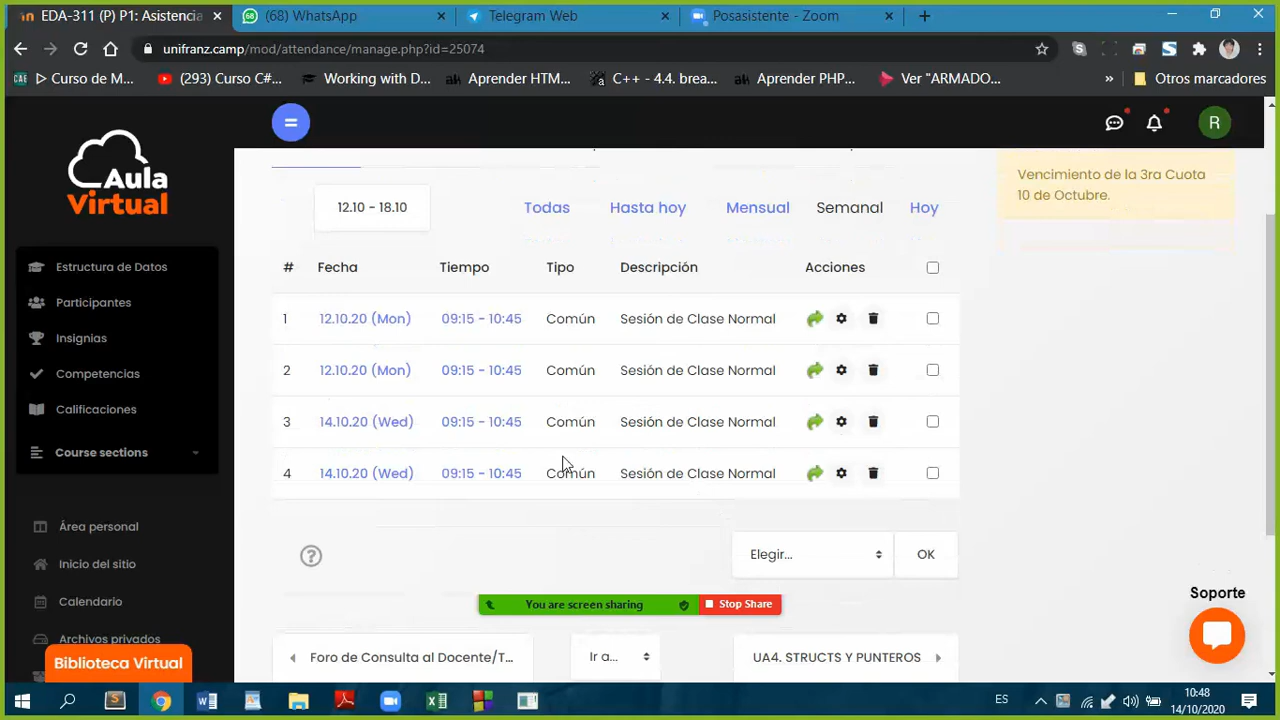 EDA-311 (P) P1: Asistencia
(68) WhatsApp
Telegram Web
Posasistente - Zoom
unifranz.camp/mod/attendance/manage.php?id=25074
Curso de M...
(293) Curso C#...
Working with D...
Aprender HTM...
C++ - 4.4. brea...
Aprender PHP...
Ver "ARMADO...
»
Otros marcadores
Aula
Virtual
R
Vencimiento de la 3ra Cuota
10 de Octubre.
12.10 - 18.10
Todas
Hasta hoy
Mensual
Semanal
Hoy
# Fecha Tiempo Tipo Descripción Acciones
1 12.10.20 (Mon) 09:15 - 10:45 Común Sesión de Clase Normal
2 12.10.20 (Mon) 09:15 - 10:45 Común Sesión de Clase Normal
3 14.10.20 (Wed) 09:15 - 10:45 Común Sesión de Clase Normal
4 14.10.20 (Wed) 09:15 - 10:45 Común Sesión de Clase Normal
Estructura de Datos
Participantes
Insignias
Competencias
Calificaciones
Course sections
Área personal
Inicio del sitio
Calendario
Archivos privados
Biblioteca Virtual
?
Elegir...
OK
You are screen sharing
Stop Share
Foro de Consulta al Docente/T...
Ir a...
UA4. STRUCTS Y PUNTEROS
Soporte
ES
10:48
14/10/2020